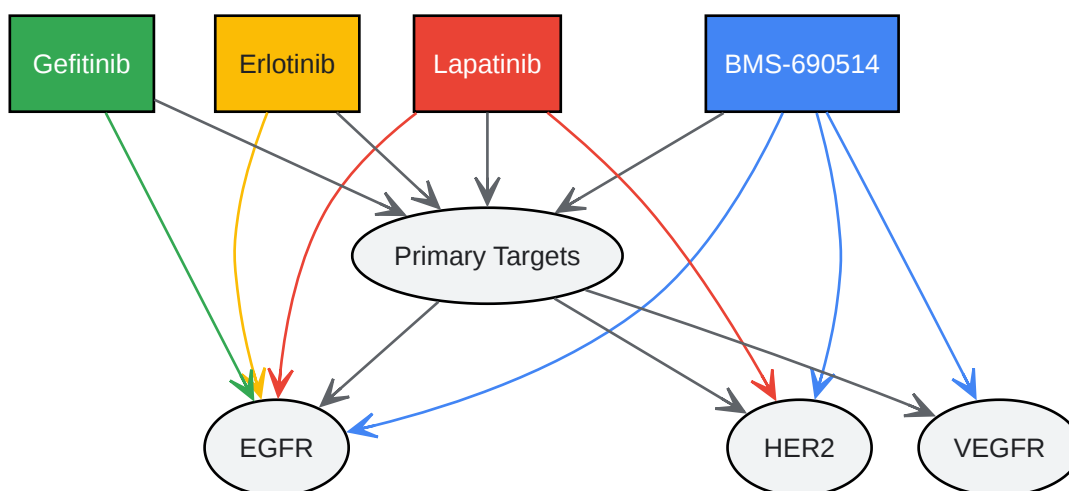 Gefitinib
Erlotinib
Lapatinib
BMS-690514
Primary Targets
EGFR
HER2
VEGFR